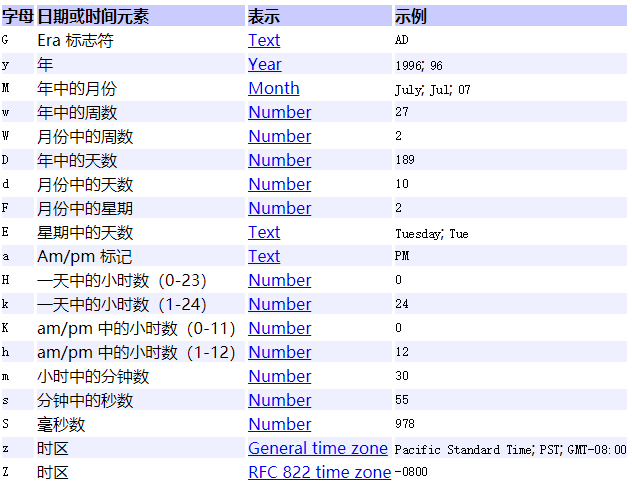 字母 日期或时间元素 表示 示例
G Era 标志符 Text AD
y 年 Year 1996; 96
M 年中的月份 Month July; Jul; 07
w 年中的周数 Number 27
W 月份中的周数 Number 2
D 年中的天数 Number 189
d 月份中的天数 Number 10
F 月份中的星期 Number 2
E 星期中的天数 Text Tuesday; Tue
a Am/pm 标记 Text PM
H 一天中的小时数（0-23） Number 0
k 一天中的小时数（1-24） Number 24
K am/pm 中的小时数（0-11） Number 0
h am/pm 中的小时数（1-12） Number 12
m 小时中的分钟数 Number 30
s 分钟中的秒数 Number 55
S 毫秒数 Number 978
z 时区 General time zone Pacific Standard Time; PST; GMT-08:00
Z 时区 RFC 822 time zone -0800